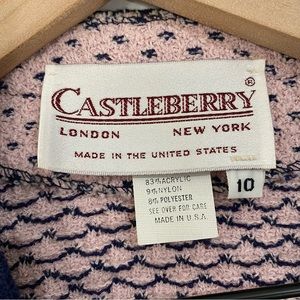 CASTLEBERRY®
LONDON NEW YORK
MADE IN THE UNITED STATES
83% ACRYLIC
9% NYLON
8% POLYESTER
SEE OVER FOR CARE
MADE IN U.S.A.
10